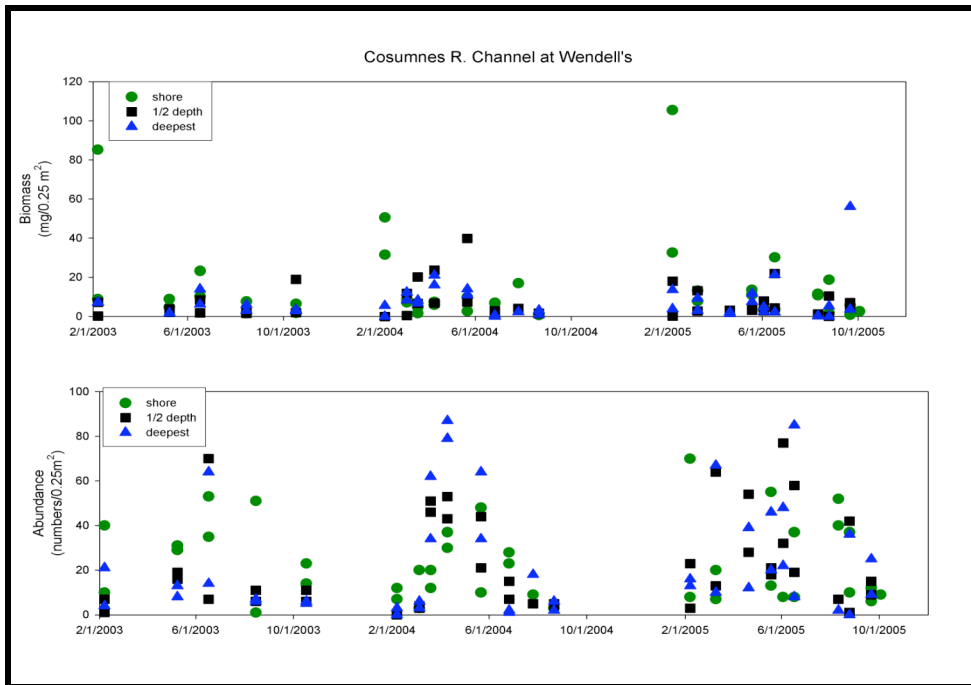 Cosumnes R. Channel at Wendell's
120
100
80
60
40
20
0
Biomass
(mg/0.25 m²)
shore
1/2 depth
deepest
2/1/2003
6/1/2003
10/1/2003
2/1/2004
6/1/2004
10/1/2004
2/1/2005
6/1/2005
10/1/2005
100
80
60
40
20
0
Abundance
(numbers/0.25m²)
shore
1/2 depth
deepest
2/1/2003
6/1/2003
10/1/2003
2/1/2004
6/1/2004
10/1/2004
2/1/2005
6/1/2005
10/1/2005